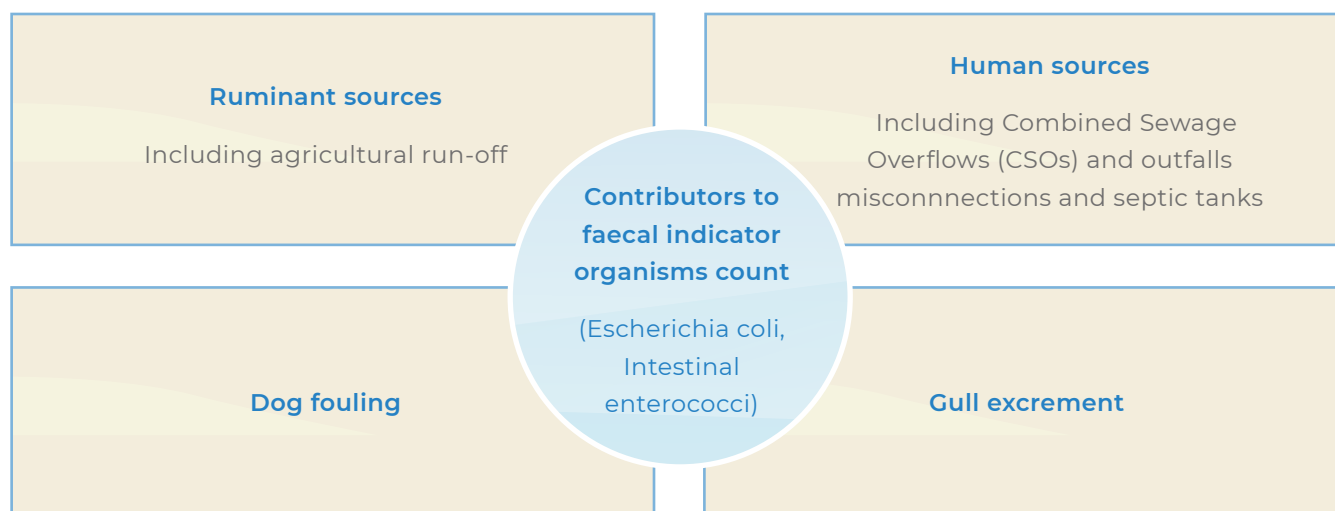 Ruminant sources
Including agricultural run-off
Human sources
Including Combined Sewage
Overflows (CSOs) and outfalls
misconnnections and septic tanks
Contributors to
faecal indicator
organisms count
(Escherichia coli,
Intestinal
enterococci)
Dog fouling
Gull excrement